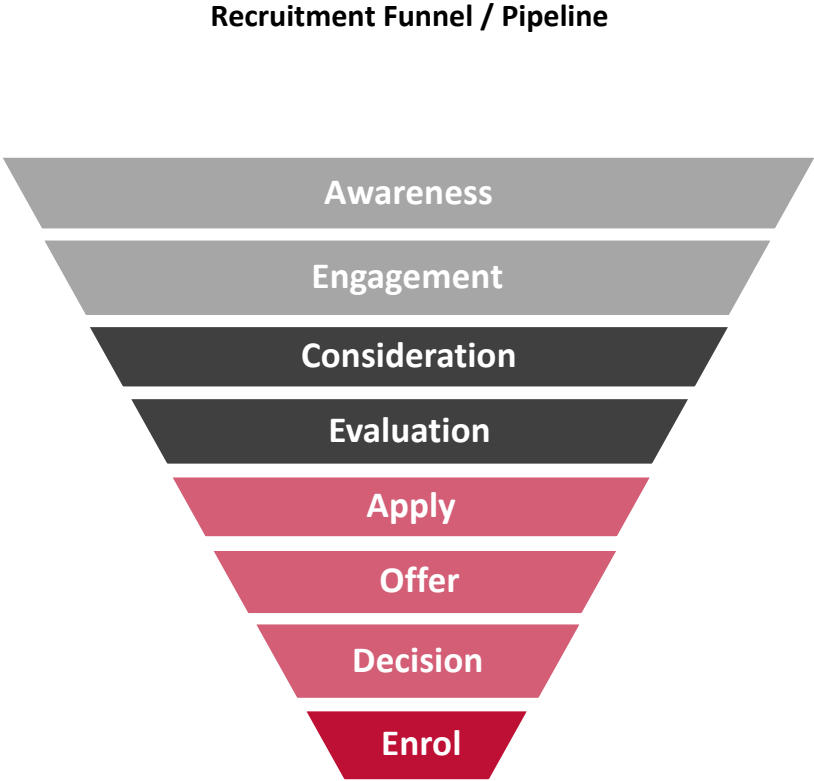 Recruitment Funnel / Pipeline
Awareness
Engagement
Consideration
Evaluation
Apply
Offer
Decision
Enrol